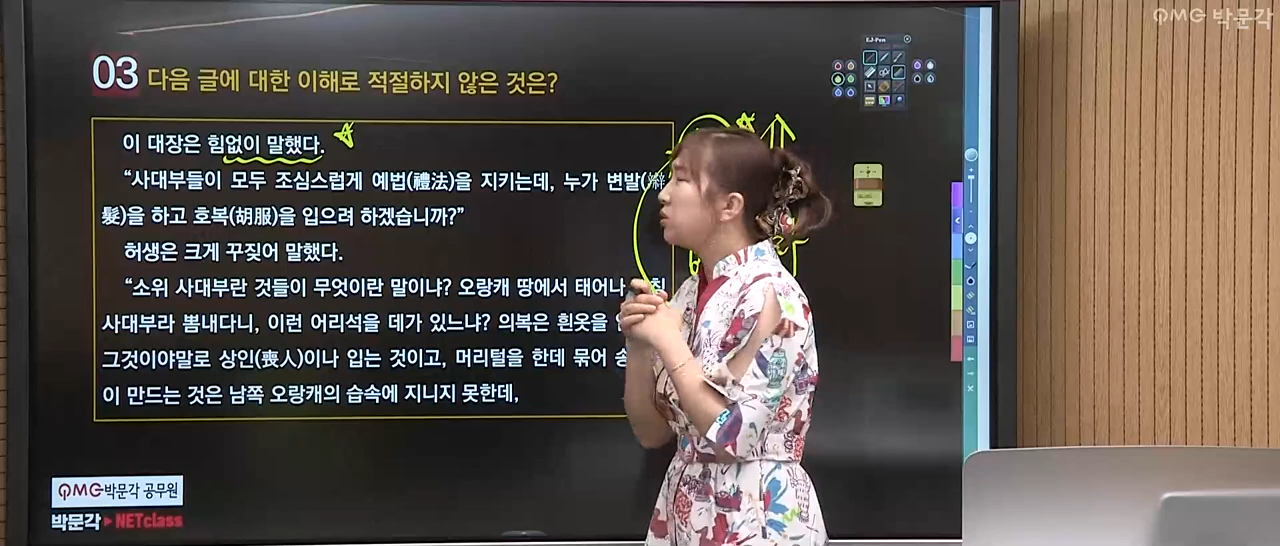 QMG 박문각
EJ-Pen
03 다음 글에 대한 이해로 적절하지 않은 것은?
이 대장은 힘없이 말했다.
“사대부들이 모두 조심스럽게 예법(禮法)을 지키는데, 누가 변발(辮
髮)을 하고 호복(胡服)을 입으려 하겠습니까?”
허생은 크게 꾸짖어 말했다.
“소위 사대부란 것들이 무엇이란 말이냐? 오랑캐 땅에서 태어나
사대부라 뽐내다니, 이런 어리석을 데가 있느냐? 의복은 흰옷을
그것이야말로 상인(喪人)이나 입는 것이고, 머리털을 한데 묶어
이 만드는 것은 남쪽 오랑캐의 습속에 지나지 못한데,
QMG박문각 공무원
박문각 NETclass